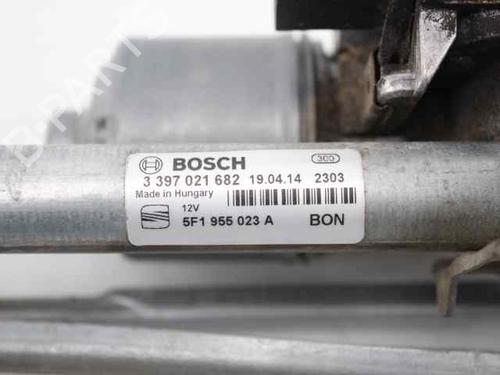 B-PARTS
BOSCH 300
3 397 021 682 19.04.14 2303
Made in Hungary
12V
5F1 955 023 A BON